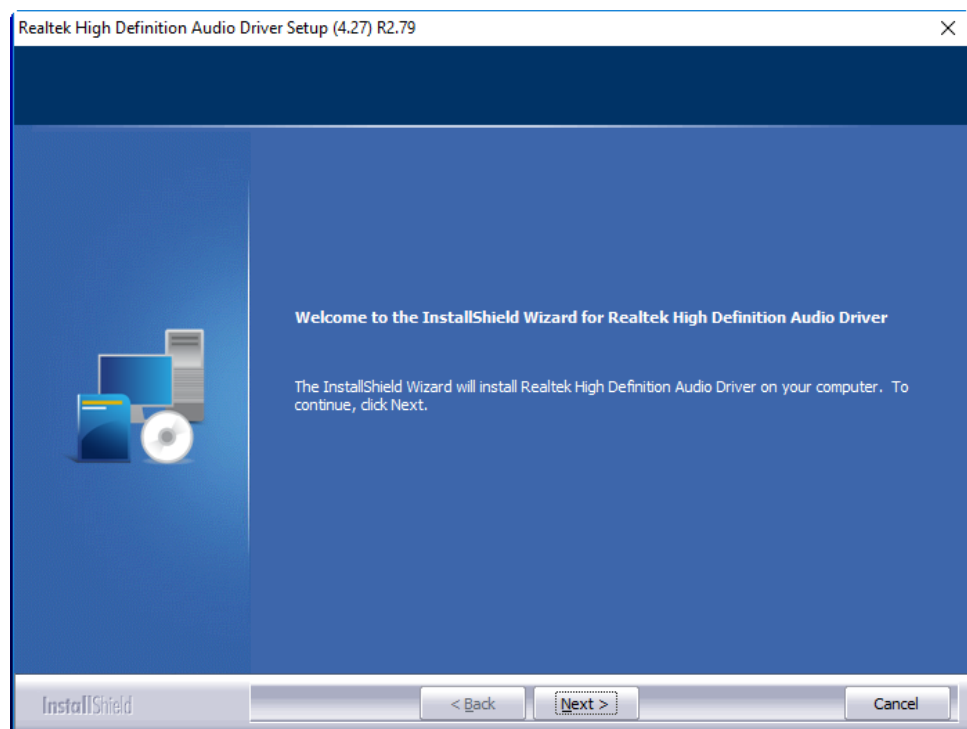 Realtek High Definition Audio Driver Setup (4.27) R2.79
Welcome to the InstallShield Wizard for Realtek High Definition Audio Driver
The InstallShield Wizard will install Realtek High Definition Audio Driver on your computer. To
continue, click Next.
InstallShield
< Back
Next >
Cancel